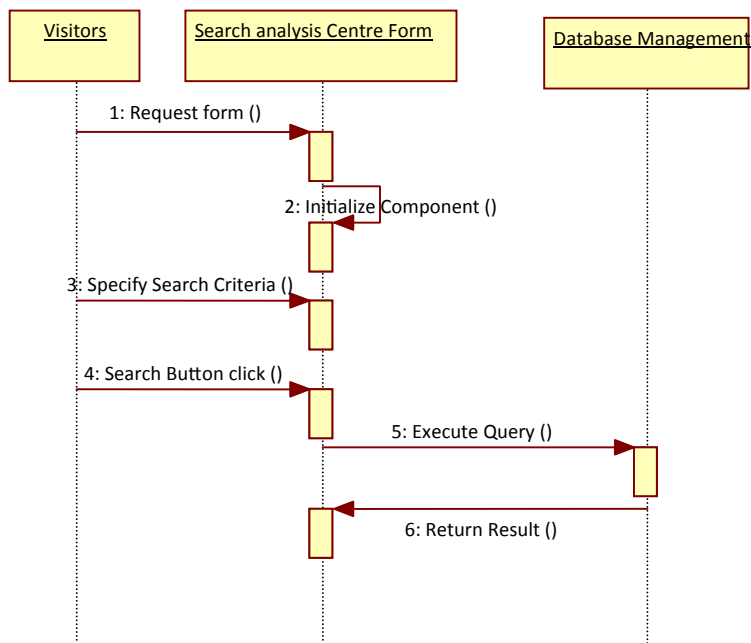 Visitors
Search analysis Centre Form
Database Management
1: Request form ()
2: Initialize Component ()
3: Specify Search Criteria ()
4: Search Button click ()
5: Execute Query ()
6: Return Result ()